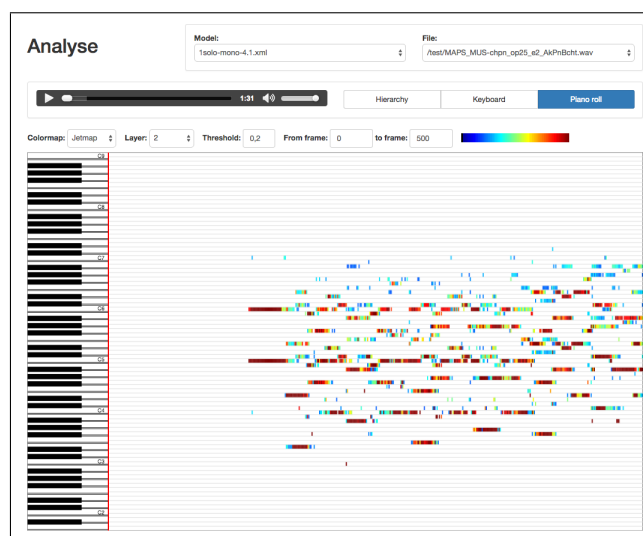 Analyse
Model:
1solo-mono-4.1.xml
File:
/test/MAPS_MUS-chpn_op25_e2_AkPnBcht.wav
1:31
Hierarchy
Keyboard
Piano roll
Colormap: Jetmap Layer: 2 Threshold: 0,2 From frame: 0 to frame: 500
C9
C8
C7
C6
C5
C4
C3
C2